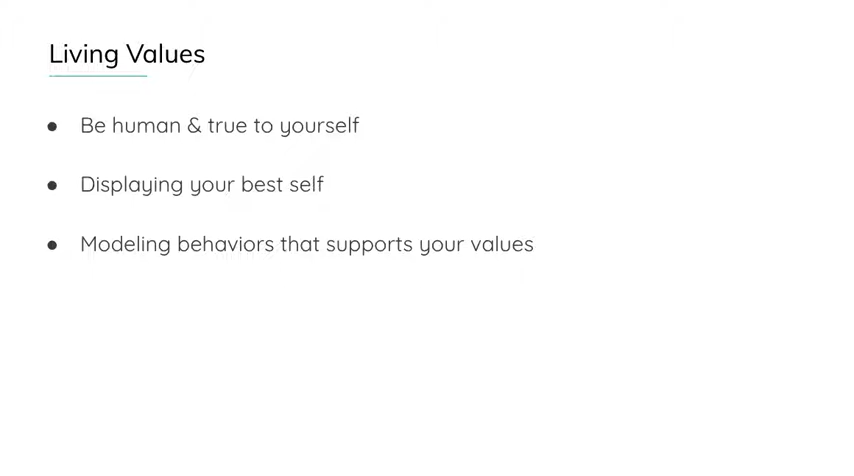 Living Values
● Be human & true to yourself
● Displaying your best self
● Modeling behaviors that supports your values